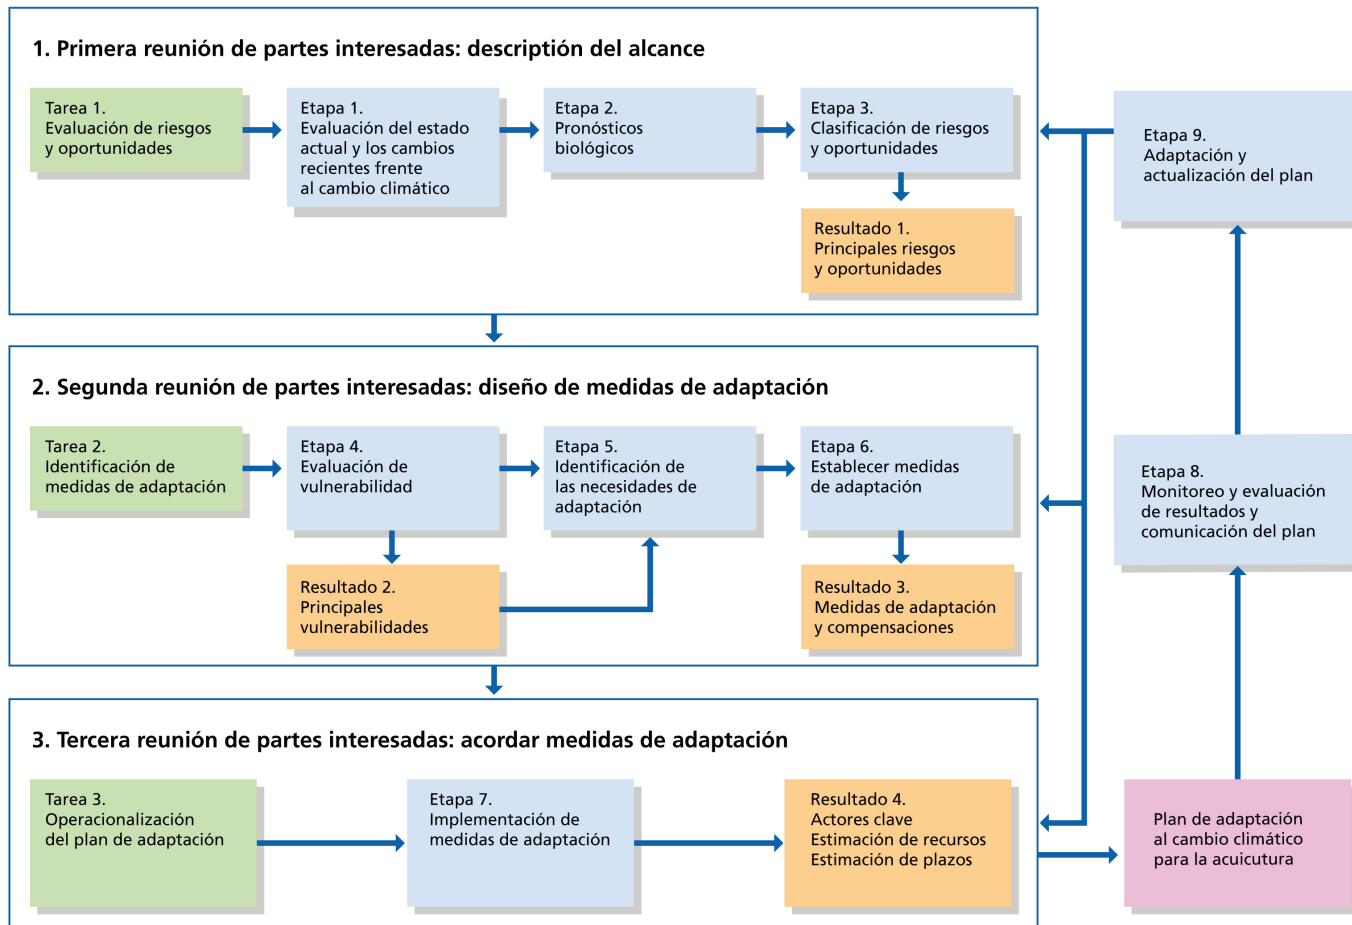 1. Primera reunión de partes interesadas: descriptión del alcance
Tarea 1.
Evaluación de riesgos
y oportunidades
Etapa 1.
Evaluación del estado
actual y los cambios
recientes frente
al cambio climático
Etapa 2.
Pronósticos
biológicos
Etapa 3.
Clasificación de riesgos
y oportunidades
Resultado 1.
Principales riesgos
y oportunidades
2. Segunda reunión de partes interesadas: diseño de medidas de adaptación
Tarea 2.
Identificación de
medidas de adaptación
Etapa 4.
Evaluación de
vulnerabilidad
Etapa 5.
Identificación de
las necesidades de
adaptación
Etapa 6.
Establecer medidas
de adaptación
Resultado 2.
Principales
vulnerabilidades
Resultado 3.
Medidas de adaptación
y compensaciones
3. Tercera reunión de partes interesadas: acordar medidas de adaptación
Tarea 3.
Operacionalización
del plan de adaptación
Etapa 7.
Implementación de
medidas de adaptación
Resultado 4.
Actores clave
Estimación de recursos
Estimación de plazos
Plan de adaptación
al cambio climático
para la acuicutura
Etapa 8.
Monitoreo y evaluación
de resultados y
comunicación del plan
Etapa 9.
Adaptación y
actualización del plan